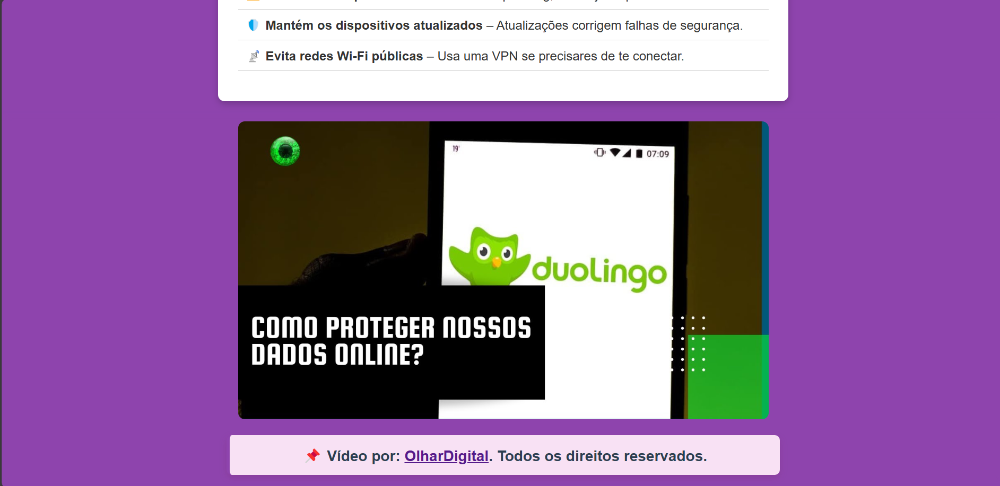 Mantém os dispositivos atualizados – Atualizações corrigem falhas de segurança.
Evita redes Wi-Fi públicas – Usa uma VPN se precisares de te conectar.
19°
07:09
duolingo
COMO PROTEGER NOSSOS
DADOS ONLINE?
Vídeo por: OlharDigital. Todos os direitos reservados.